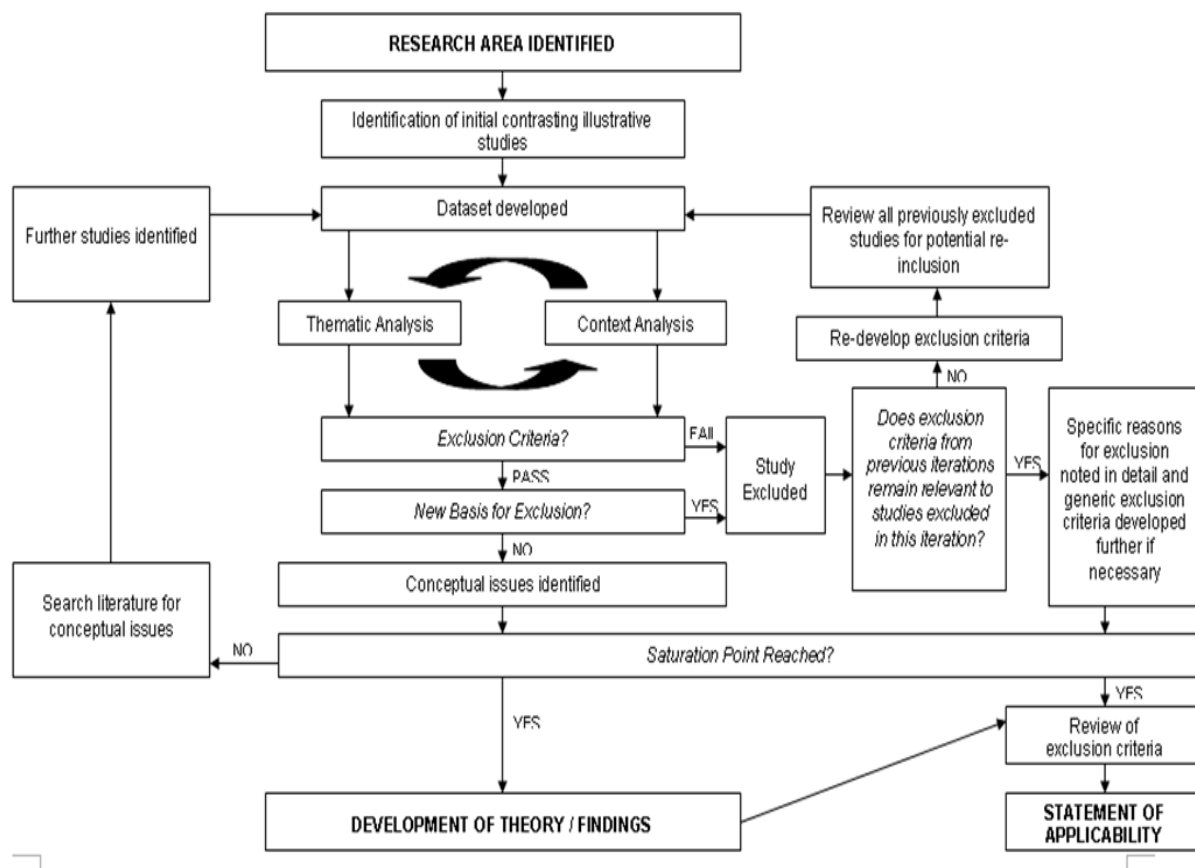 RESEARCH AREA IDENTIFIED
Identification of initial contrasting illustrative
studies
Dataset developed
Further studies identified
Review all previously excluded
studies for potential re-
inclusion
Thematic Analysis
Context Analysis
Re-develop exclusion criteria
NO
Exclusion Criteria?
FAIL
PASS
New Basis for Exclusion?
YES
NO
Study
Excluded
Does exclusion
criteria from
previous iterations
remain relevant to
studies excluded
in this iteration?
YES
Specific reasons
for exclusion
noted in detail and
generic exclusion
criteria developed
further if
necessary
Conceptual issues identified
Search literature for
conceptual issues
NO
Saturation Point Reached?
YES
YES
Review of
exclusion criteria
DEVELOPMENT OF THEORY / FINDINGS
STATEMENT OF
APPLICABILITY